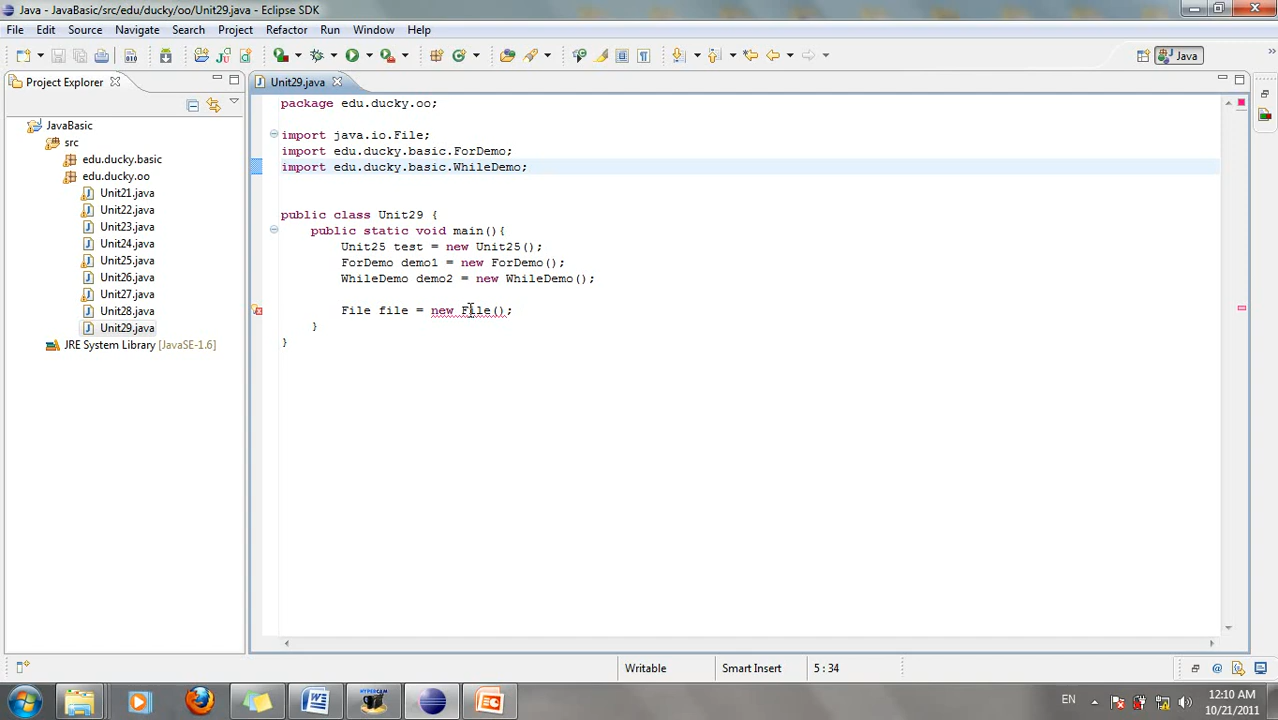 Java - JavaBasic/src/edu/ducky/oo/Unit29.java - Eclipse SDK
File Edit Source Navigate Search Project Refactor Run Window Help
Java
Project Explorer
Unit29.java
JavaBasic
src
edu.ducky.basic
edu.ducky.oo
Unit21.java
Unit22.java
Unit23.java
Unit24.java
Unit25.java
Unit26.java
Unit27.java
Unit28.java
Unit29.java
JRE System Library [JavaSE-1.6]
package edu.ducky.oo;
import java.io.File;
import edu.ducky.basic.ForDemo;
import edu.ducky.basic.WhileDemo;
public class Unit29 {
public static void main(){
Unit25 test = new Unit25();
ForDemo demo1 = new ForDemo();
WhileDemo demo2 = new WhileDemo();
File file = new File();
}
}
Writable Smart Insert 5 : 34
EN 12:10 AM
10/21/2011